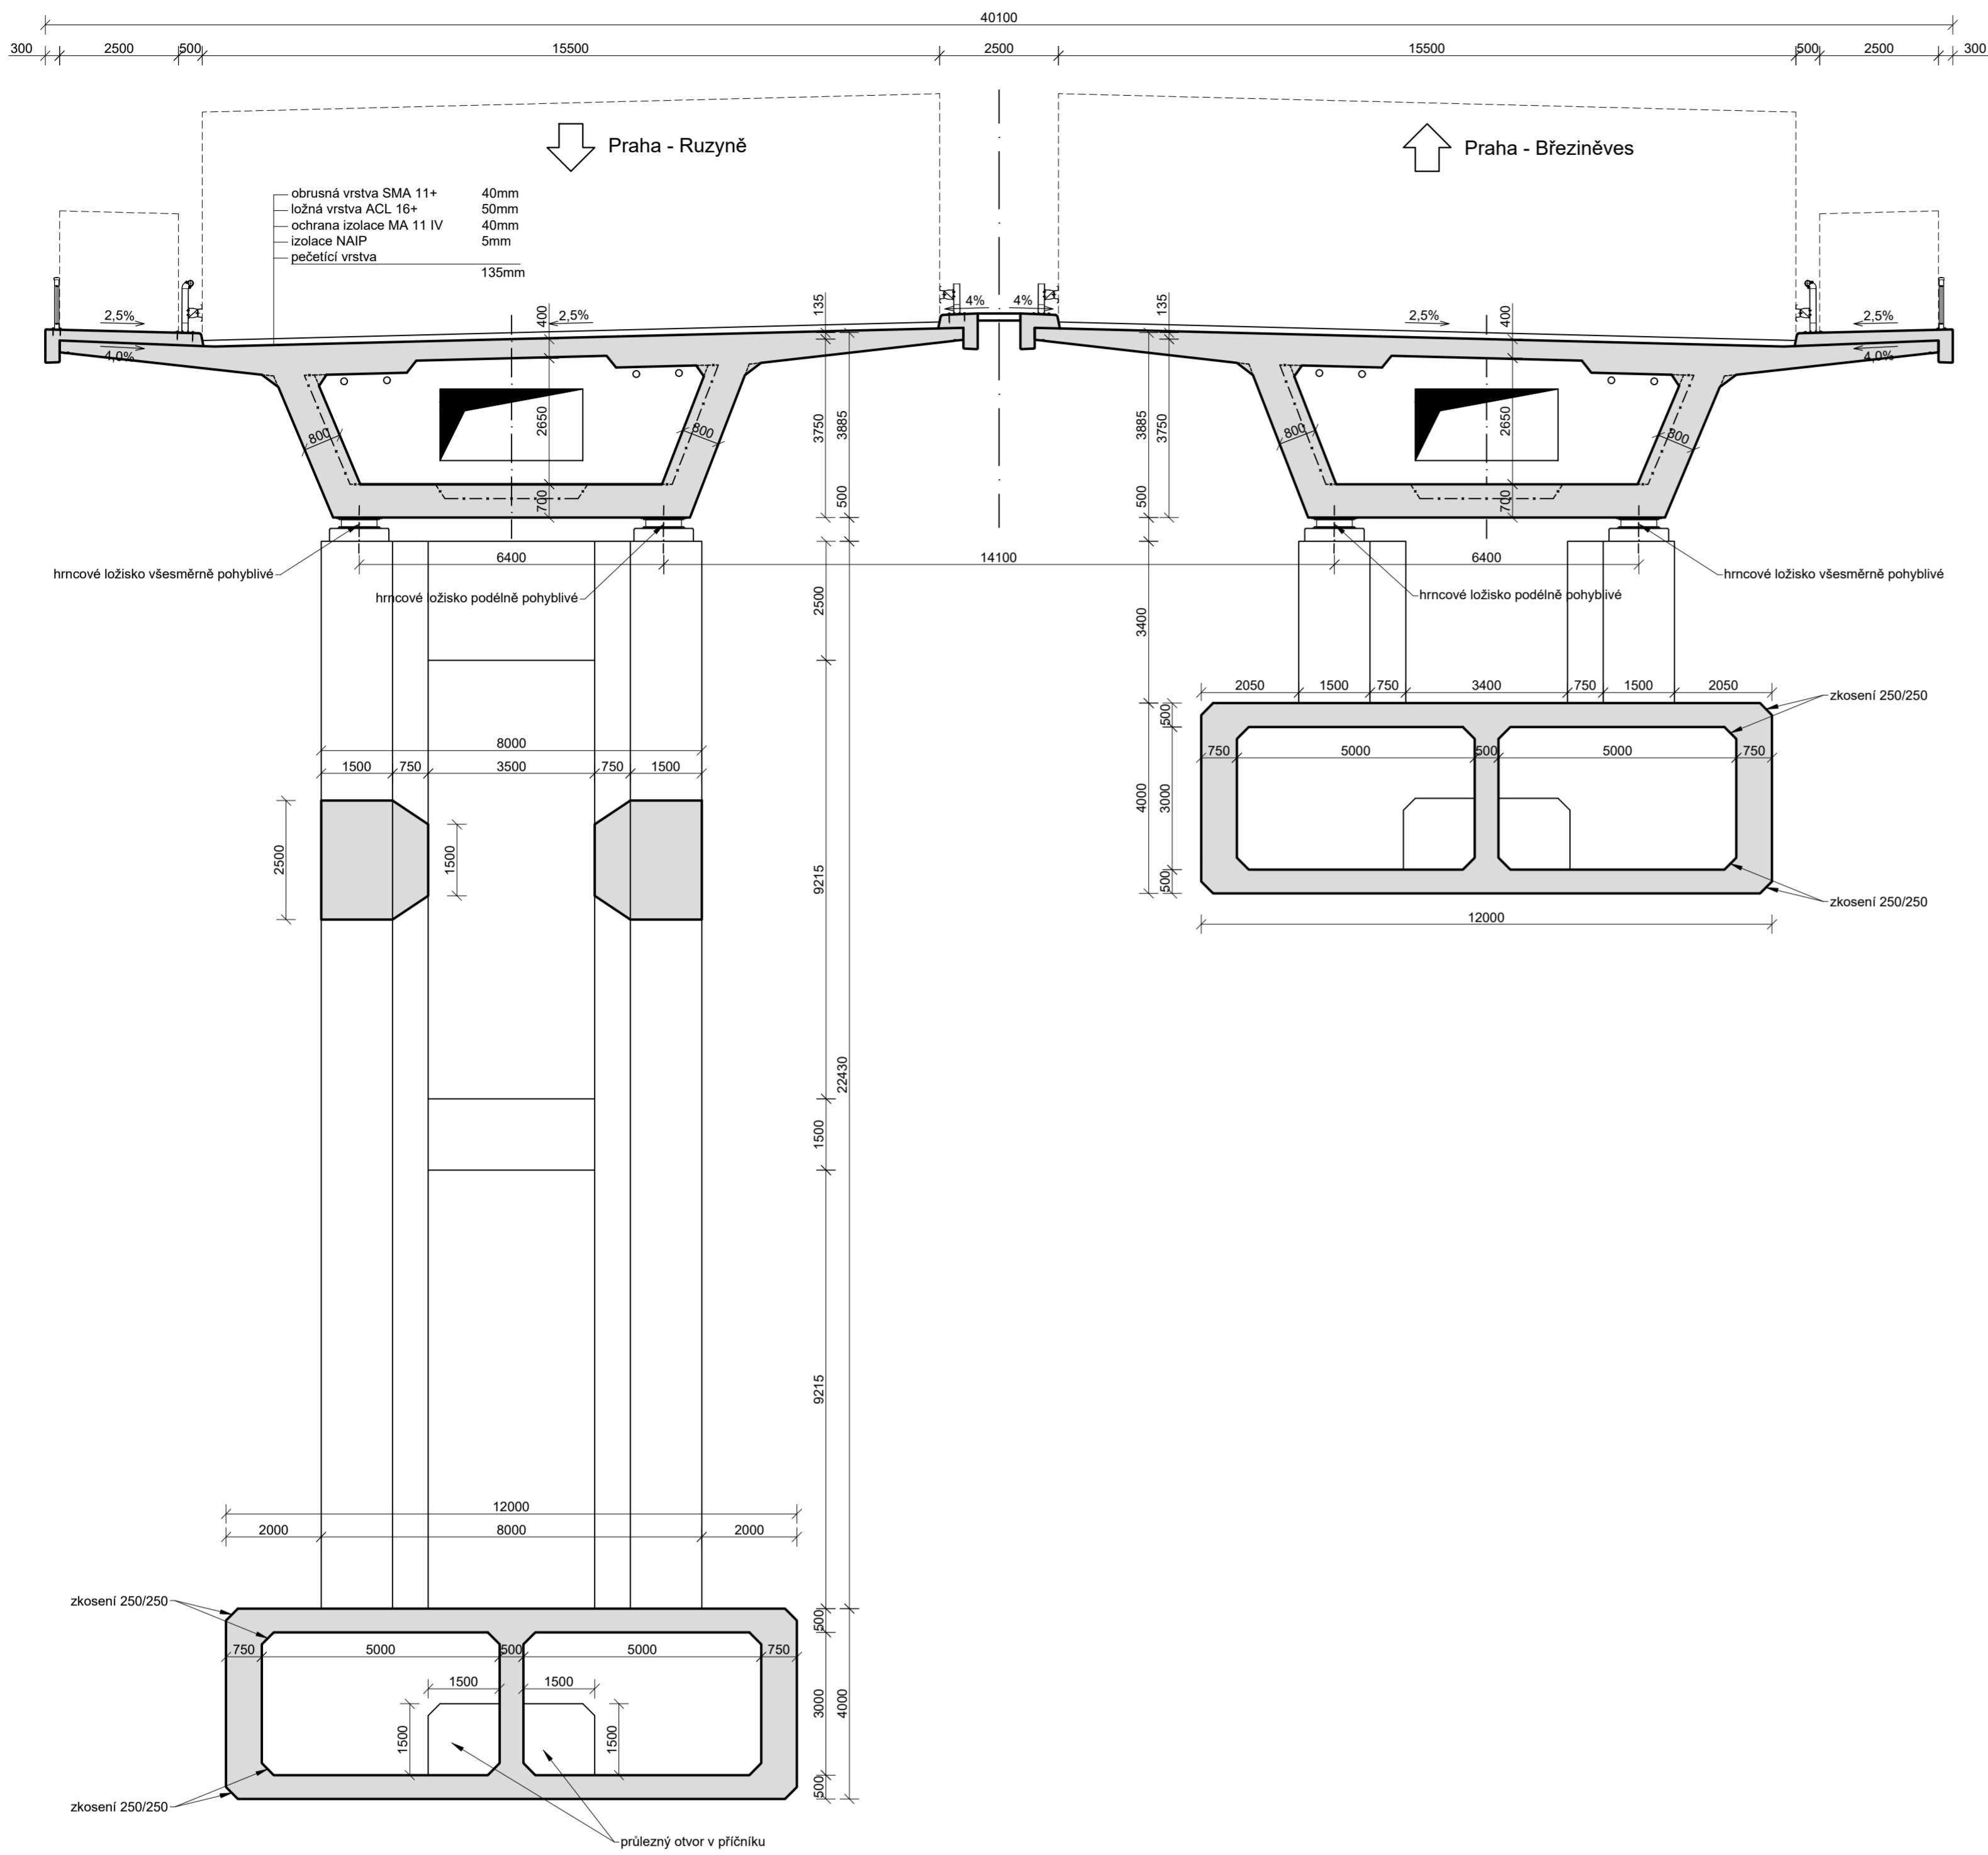 40100
300 2500 500 15500 2500 15500 500 2500 300
Praha - Ruzyně
Praha - Březiněves
obrusná vrstva SMA 11+ 40mm
ložná vrstva ACL 16+ 50mm
ochrana izolace MA 11 IV 40mm
izolace NAIP 5mm
pečetící vrstva
135mm
4% 4%
2,5% 400 2,5% 135 135 2,5% 400 2,5%
4,0% 4,0%
800 2650 800 3750 3885 3885 3750 800 2650 800
700 500 500 700
6400 14100 6400
hrncové ložisko všesměrně pohyblivé
hrncové ložisko podélně pohyblivé
hrncové ložisko podélně pohyblivé
hrncové ložisko všesměrně pohyblivé
2500 3400
2050 1500 750 3400 750 1500 2050
zkosení 250/250
500
8000
750 5000 500 5000 750
1500 750 3500 750 1500
4000 3000
2500 1500 9215
500
zkosení 250/250
12000
22430
1500
9215
12000
2000 8000 2000
zkosení 250/250
500
750 5000 500 5000 750
1500 1500
1500 1500 3000 4000
500
zkosení 250/250
průlezný otvor v příčníku